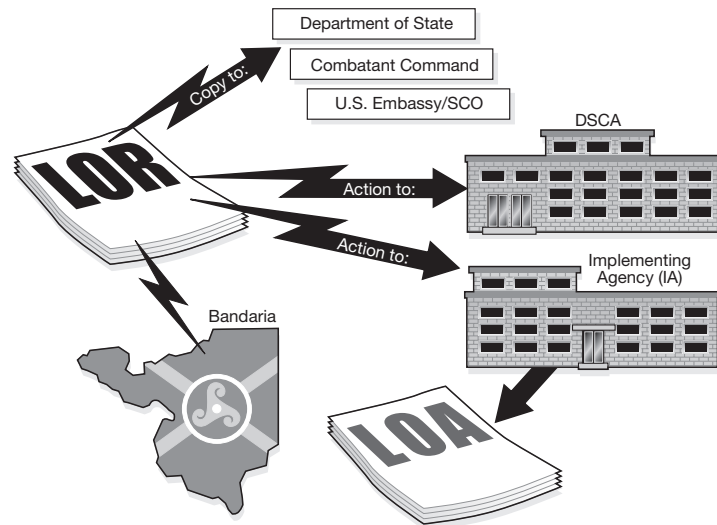 Department of State
Combatant Command
U.S. Embassy/SCO
Copy to:
LOR
DSCA
Action to:
Action to:
Implementing
Agency (IA)
Bandaria
LOA